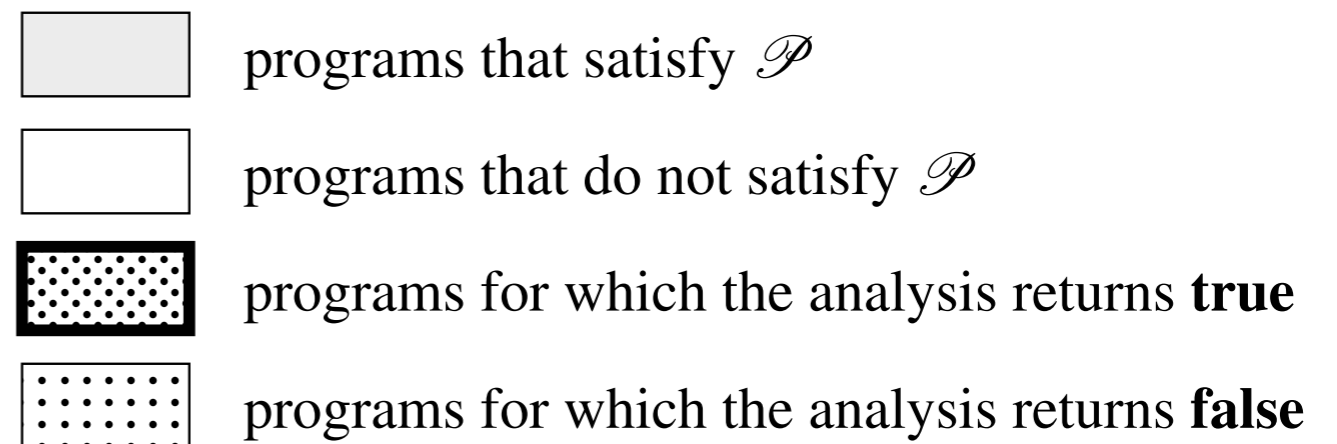 programs that satisfy 𝒫
programs that do not satisfy 𝒫
programs for which the analysis returns true
programs for which the analysis returns false